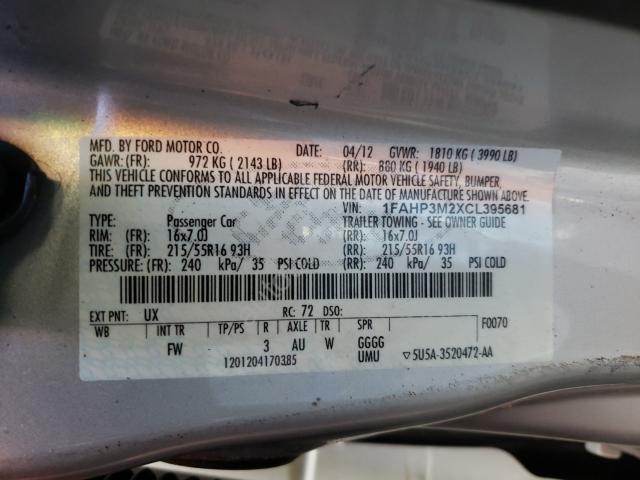 MFD. BY FORD MOTOR CO. DATE: 04/12 GVWR: 1810 KG ( 3990 LB)
GAWR: (FR): 972 KG ( 2143 LB) (RR): 880 KG ( 1940 LB)
THIS VEHICLE CONFORMS TO ALL APPLICABLE FEDERAL MOTOR VEHICLE SAFETY, BUMPER,
AND THEFT PREVENTION STANDARDS IN EFFECT ON THE DATE OF MANUFACTURE SHOWN ABOVE.
VIN: 1FAHP3M2XCL395681
TYPE: Passenger Car TRAILER TOWING - SEE OWNER GUIDE
RIM: (FR): 16x7.0J (RR): 16x7.0J
TIRE: (FR): 215/55R16 93H (RR): 215/55R16 93H
PRESSURE: (FR): 240 kPa/ 35 PSI COLD (RR): 240 kPa/ 35 PSI COLD
EXT PNT: UX RC: 72 DSO: F0070
WB INT TR TP/PS R AXLE TR SPR
FW 3 AU W GGGG
1201204170385 UMU ▽5U5A-3520472-AA